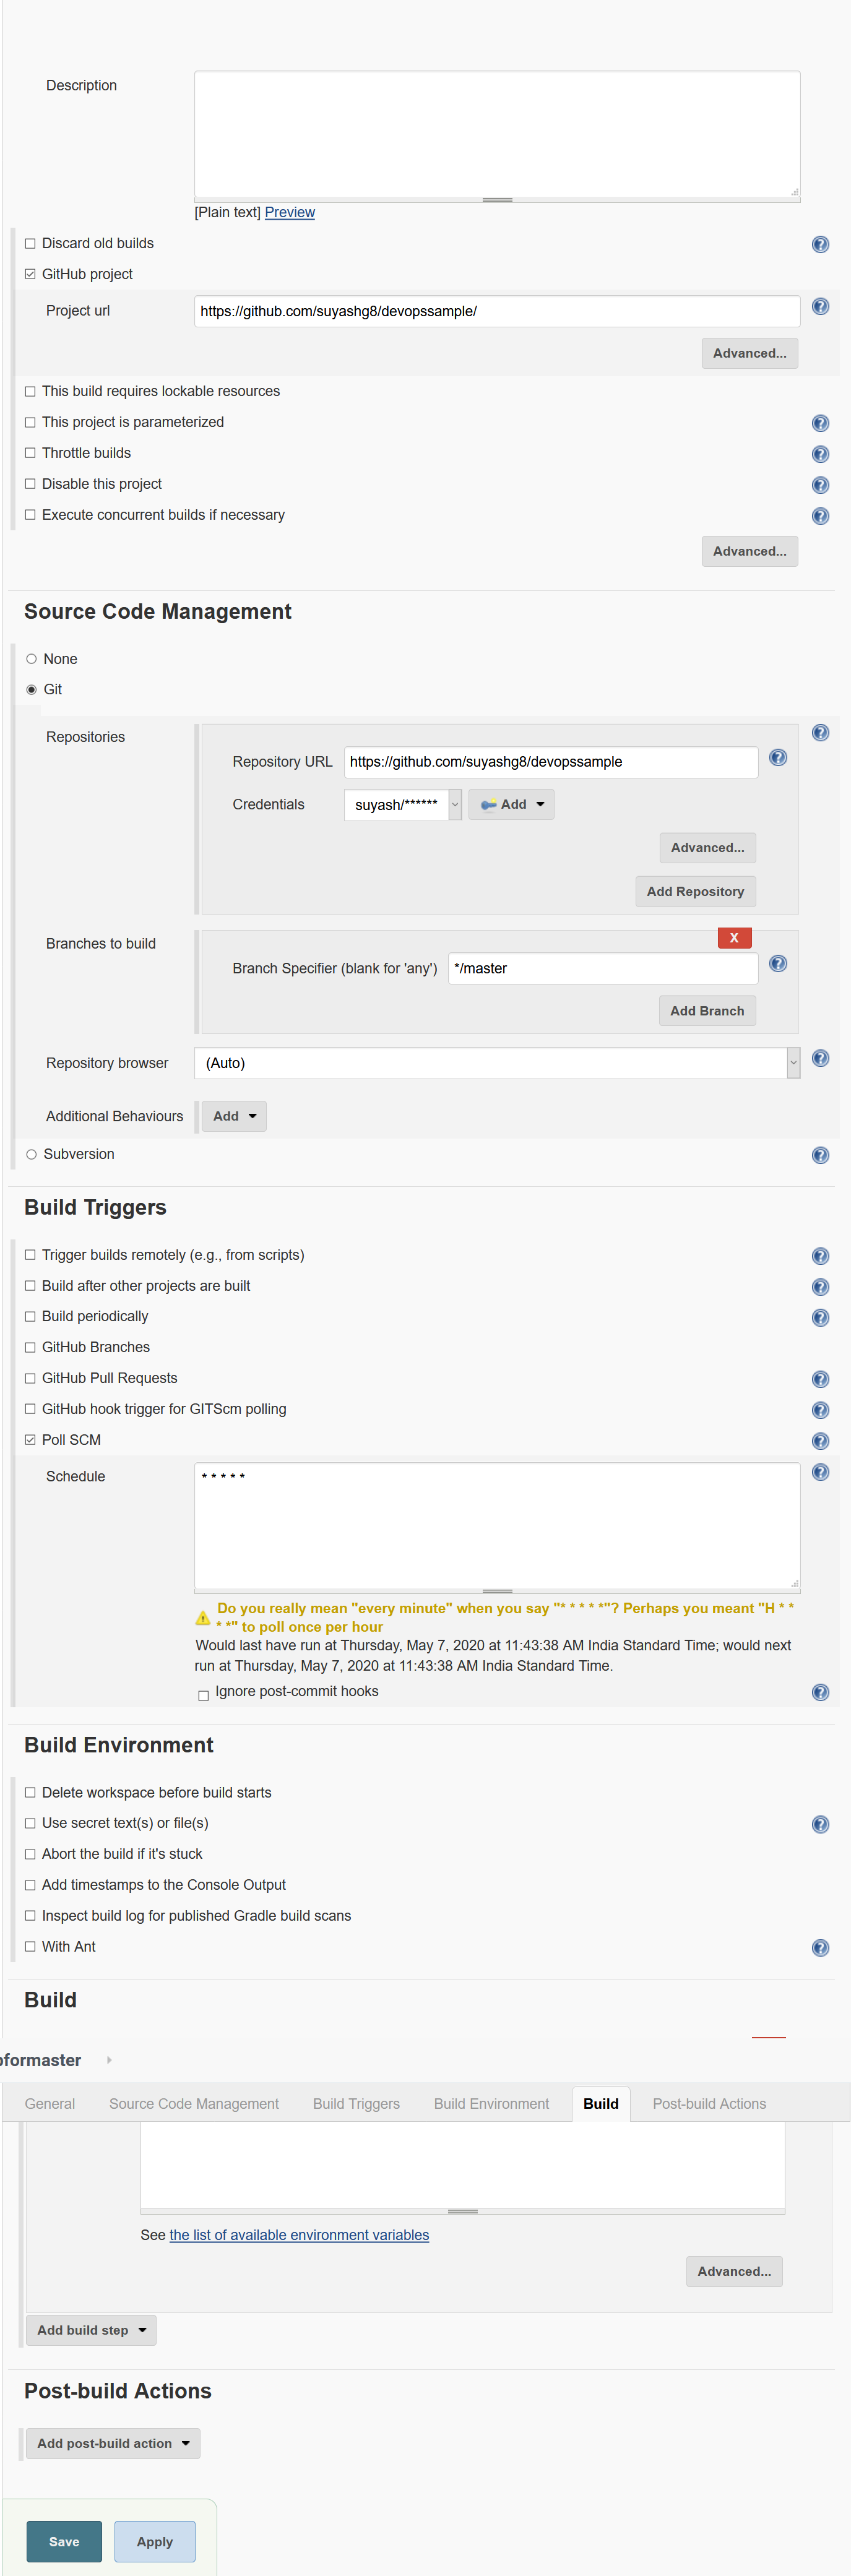 Description
[Plain text] Preview
Discard old builds
GitHub project
Project url
https://github.com/suyashg8/devopssample/
Advanced...
This build requires lockable resources
This project is parameterized
Throttle builds
Disable this project
Execute concurrent builds if necessary
Advanced...
Source Code Management
None
Git
Repositories
Repository URL
https://github.com/suyashg8/devopssample
Credentials
suyash/******
Add
Advanced...
Add Repository
Branches to build
X
Branch Specifier (blank for 'any')
*/master
Add Branch
Repository browser
(Auto)
Additional Behaviours
Add
Subversion
Build Triggers
Trigger builds remotely (e.g., from scripts)
Build after other projects are built
Build periodically
GitHub Branches
GitHub Pull Requests
GitHub hook trigger for GITScm polling
Poll SCM
Schedule
* * * * *
Do you really mean "every minute" when you say "* * * * *"? Perhaps you meant "H * *
* *" to poll once per hour
Would last have run at Thursday, May 7, 2020 at 11:43:38 AM India Standard Time; would next
run at Thursday, May 7, 2020 at 11:43:38 AM India Standard Time.
Ignore post-commit hooks
Build Environment
Delete workspace before build starts
Use secret text(s) or file(s)
Abort the build if it's stuck
Add timestamps to the Console Output
Inspect build log for published Gradle build scans
With Ant
Build
formaster
General Source Code Management Build Triggers Build Environment Build Post-build Actions
See the list of available environment variables
Advanced...
Add build step
Post-build Actions
Add post-build action
Save Apply